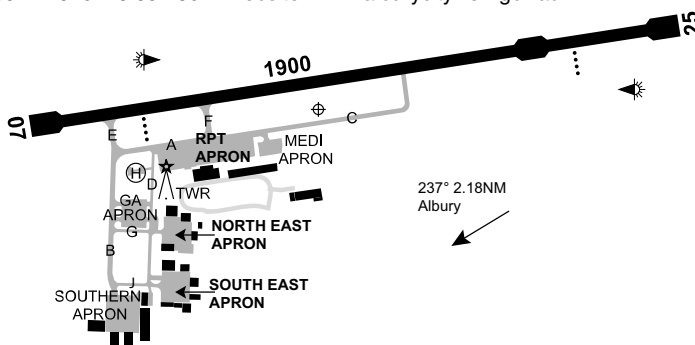 1900
25
07
E
F
A
C
RPT
APRON
MEDI
APRON
H
D
TWR
237° 2.18NM
Albury
GA
APRON
G
NORTH EAST
APRON
B
J
SOUTHERN
APRON
SOUTH EAST
APRON